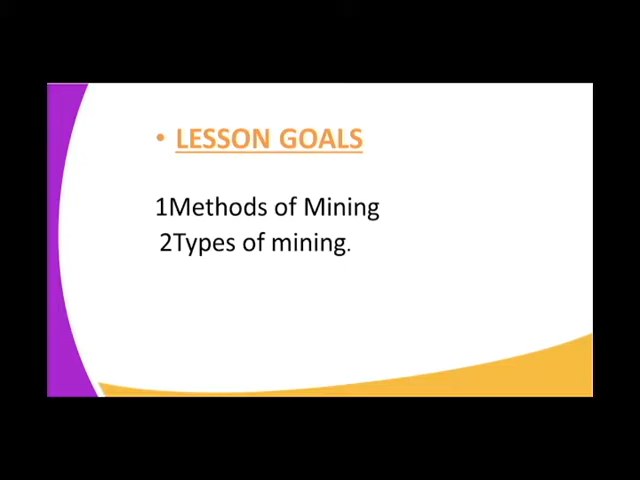 • LESSON GOALS
1Methods of Mining
2Types of mining.